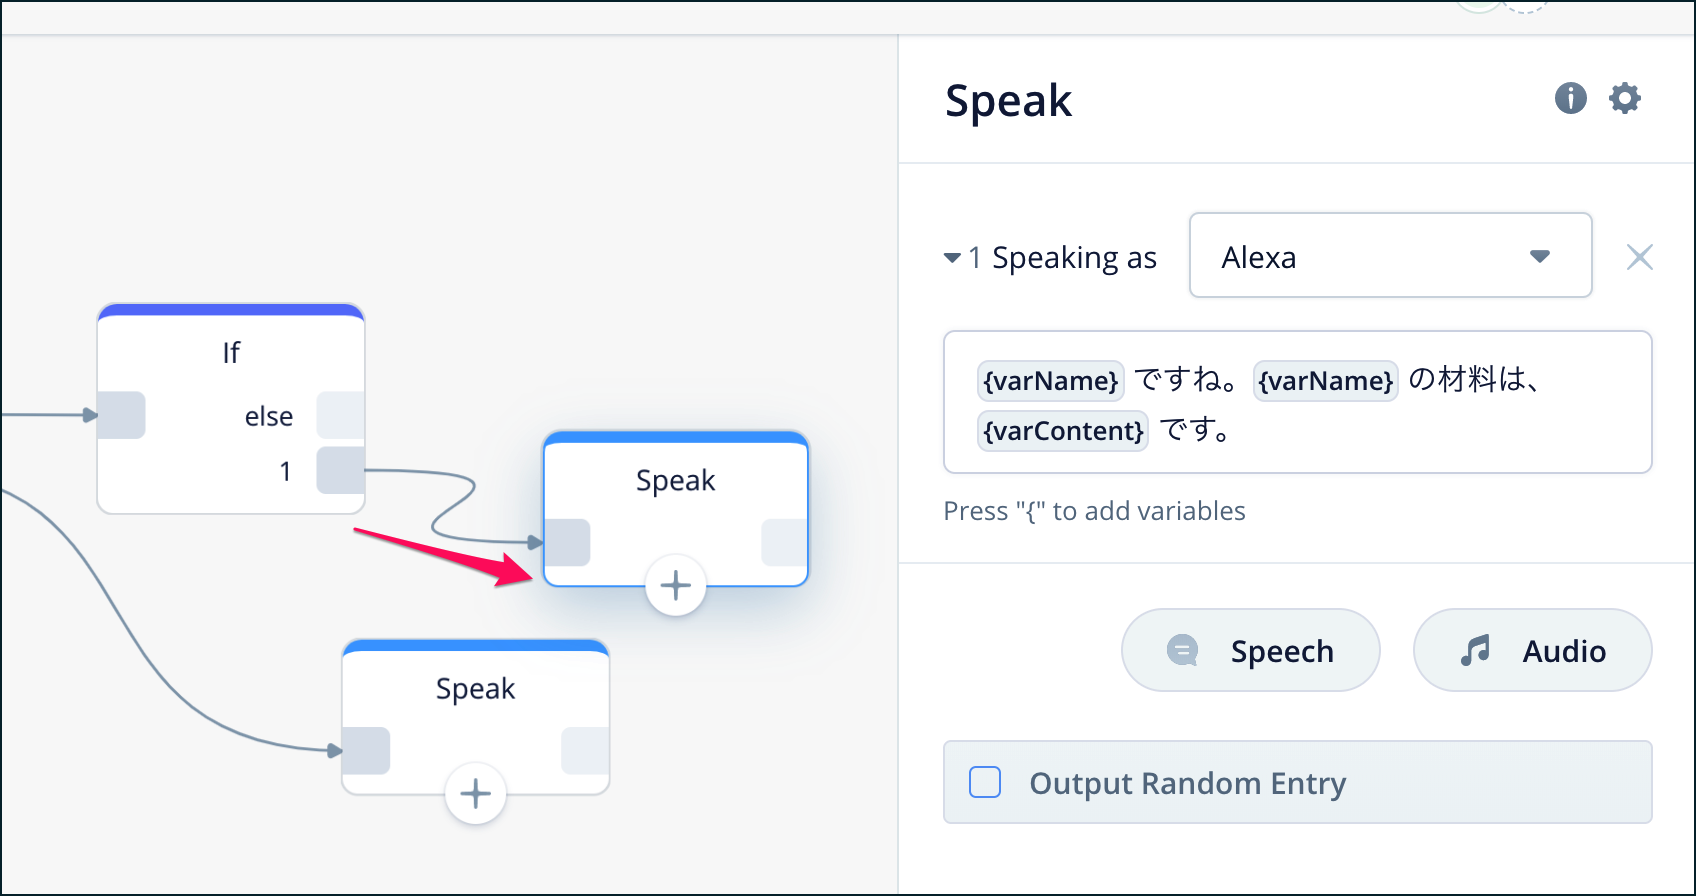 If
else
1
Speak
Speak
Speak
1 Speaking as
Alexa
{varName} ですね。 {varName} の材料は、
{varContent} です。
Press "{" to add variables
Speech
Audio
Output Random Entry